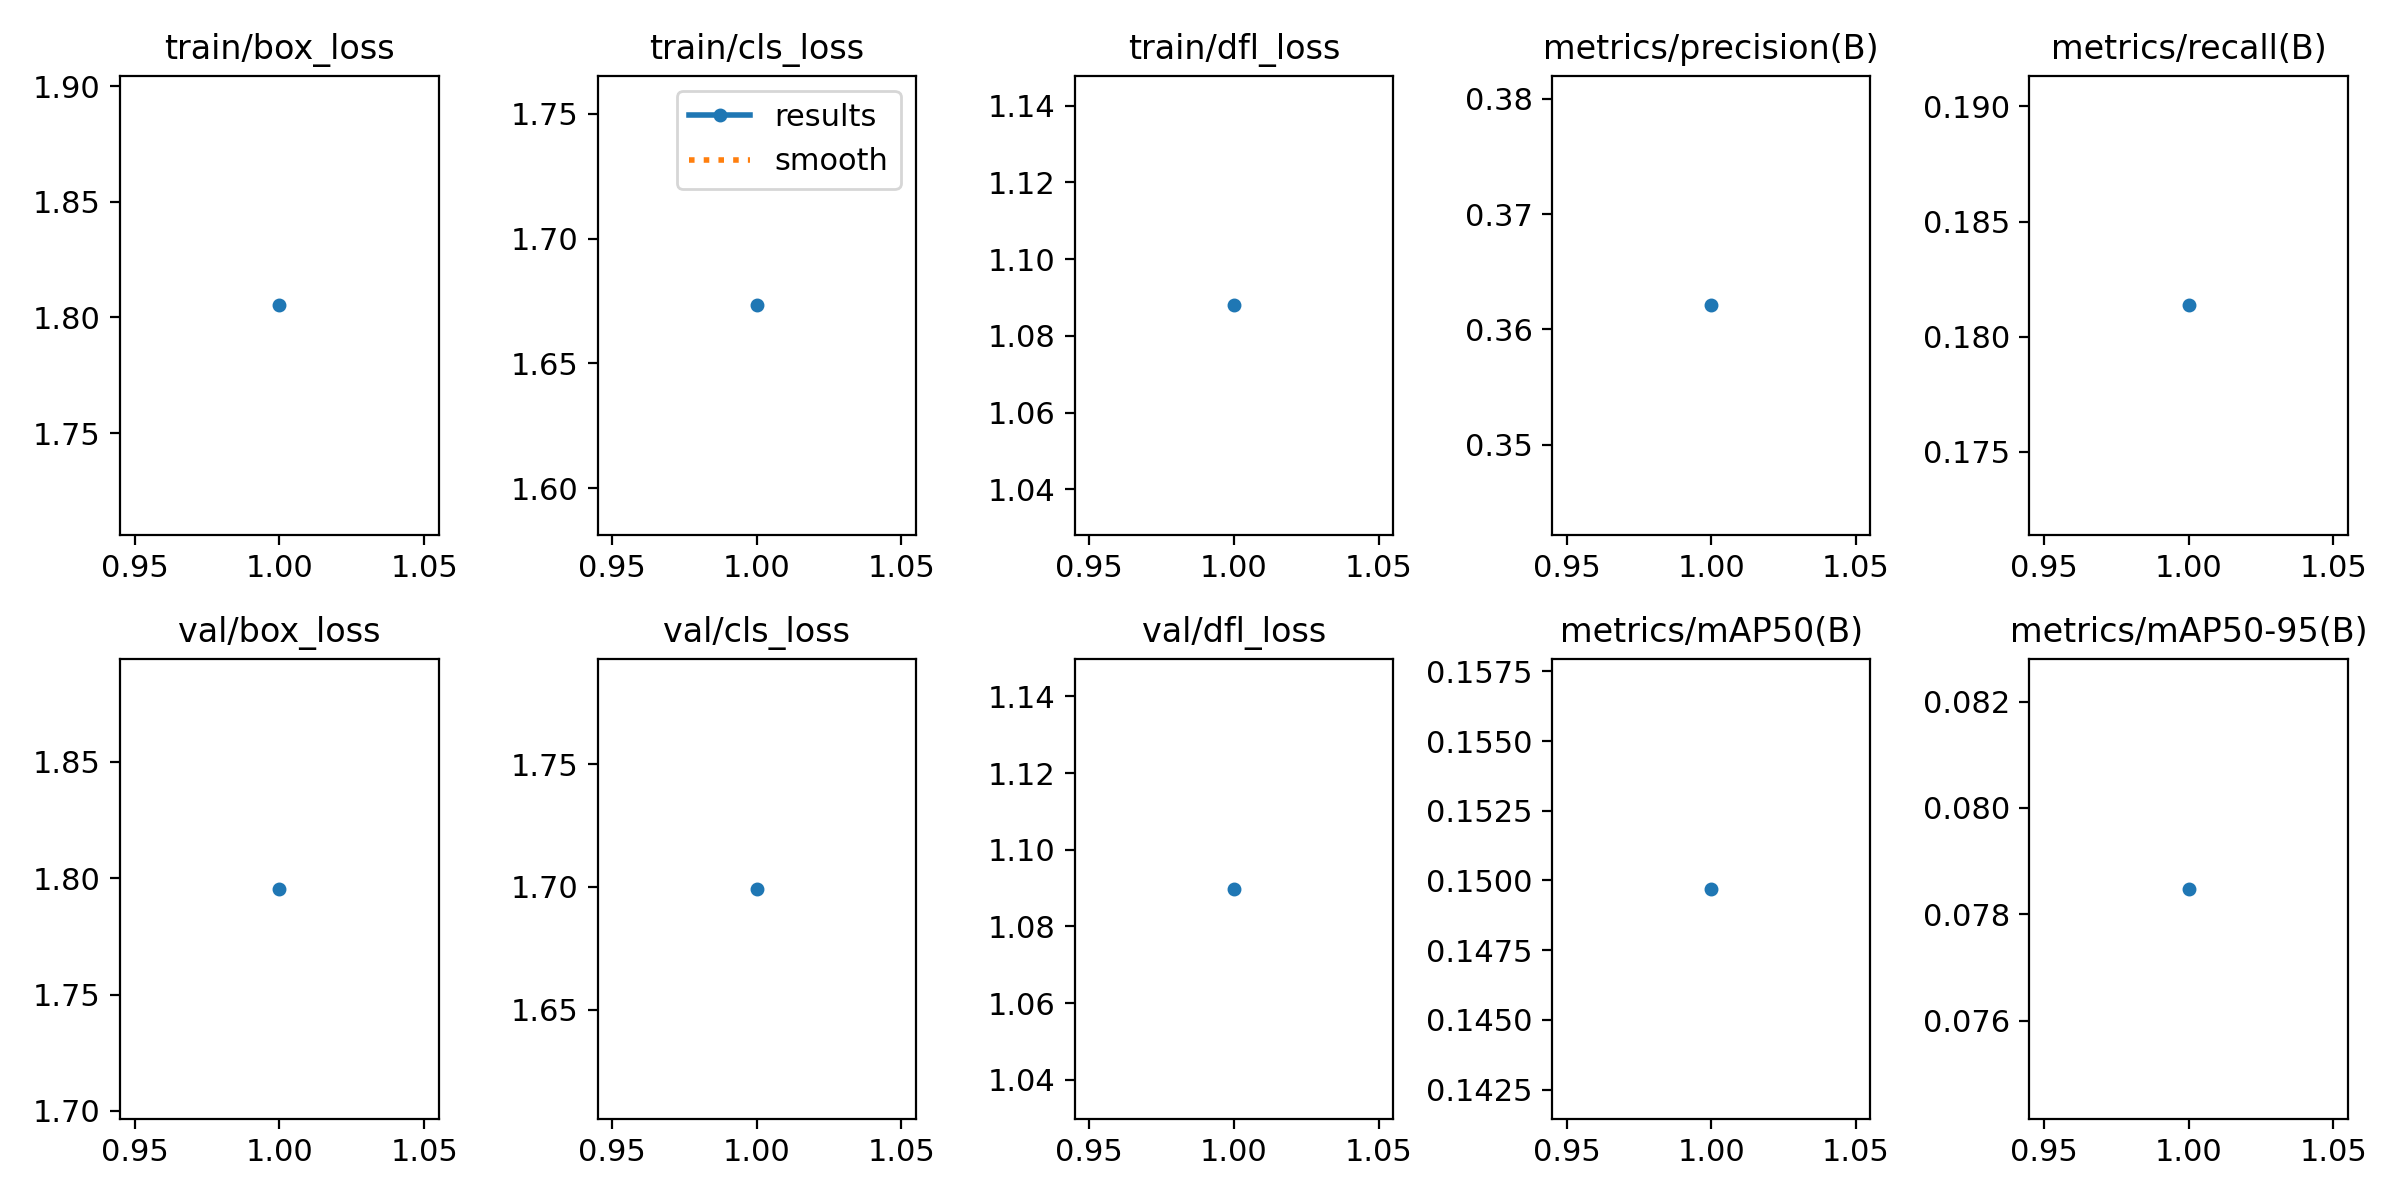 train/box_loss
1.90
1.85
1.80
1.75
0.95 1.00 1.05
train/cls_loss
results
smooth
1.75
1.70
1.65
1.60
0.95 1.00 1.05
train/dfl_loss
1.14
1.12
1.10
1.08
1.06
1.04
0.95 1.00 1.05
metrics/precision(B)
0.38
0.37
0.36
0.35
0.95 1.00 1.05
metrics/recall(B)
0.190
0.185
0.180
0.175
0.95 1.00 1.05
val/box_loss
1.85
1.80
1.75
1.70
0.95 1.00 1.05
val/cls_loss
1.75
1.70
1.65
0.95 1.00 1.05
val/dfl_loss
1.14
1.12
1.10
1.08
1.06
1.04
0.95 1.00 1.05
metrics/mAP50(B)
0.1575
0.1550
0.1525
0.1500
0.1475
0.1450
0.1425
0.95 1.00 1.05
metrics/mAP50-95(B)
0.082
0.080
0.078
0.076
0.95 1.00 1.05